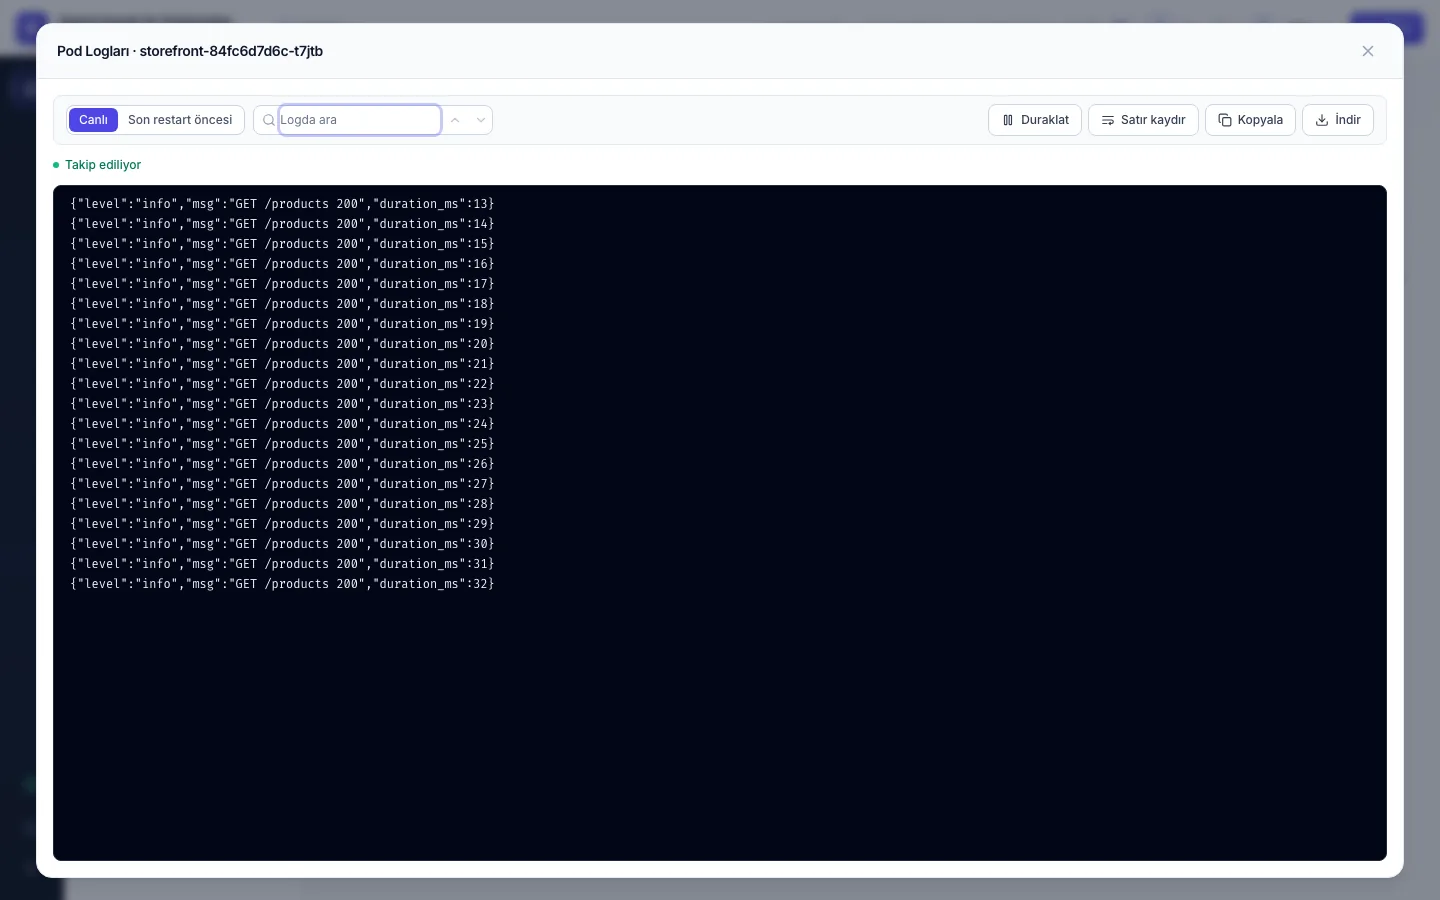 Pod Logları · storefront-84fc6d7d6c-t7jtb
Canlı Son restart öncesi Logda ara Duraklat Satır kaydır Kopyala İndir
Takip ediliyor
{"level":"info","msg":"GET /products 200","duration_ms":13}
{"level":"info","msg":"GET /products 200","duration_ms":14}
{"level":"info","msg":"GET /products 200","duration_ms":15}
{"level":"info","msg":"GET /products 200","duration_ms":16}
{"level":"info","msg":"GET /products 200","duration_ms":17}
{"level":"info","msg":"GET /products 200","duration_ms":18}
{"level":"info","msg":"GET /products 200","duration_ms":19}
{"level":"info","msg":"GET /products 200","duration_ms":20}
{"level":"info","msg":"GET /products 200","duration_ms":21}
{"level":"info","msg":"GET /products 200","duration_ms":22}
{"level":"info","msg":"GET /products 200","duration_ms":23}
{"level":"info","msg":"GET /products 200","duration_ms":24}
{"level":"info","msg":"GET /products 200","duration_ms":25}
{"level":"info","msg":"GET /products 200","duration_ms":26}
{"level":"info","msg":"GET /products 200","duration_ms":27}
{"level":"info","msg":"GET /products 200","duration_ms":28}
{"level":"info","msg":"GET /products 200","duration_ms":29}
{"level":"info","msg":"GET /products 200","duration_ms":30}
{"level":"info","msg":"GET /products 200","duration_ms":31}
{"level":"info","msg":"GET /products 200","duration_ms":32}